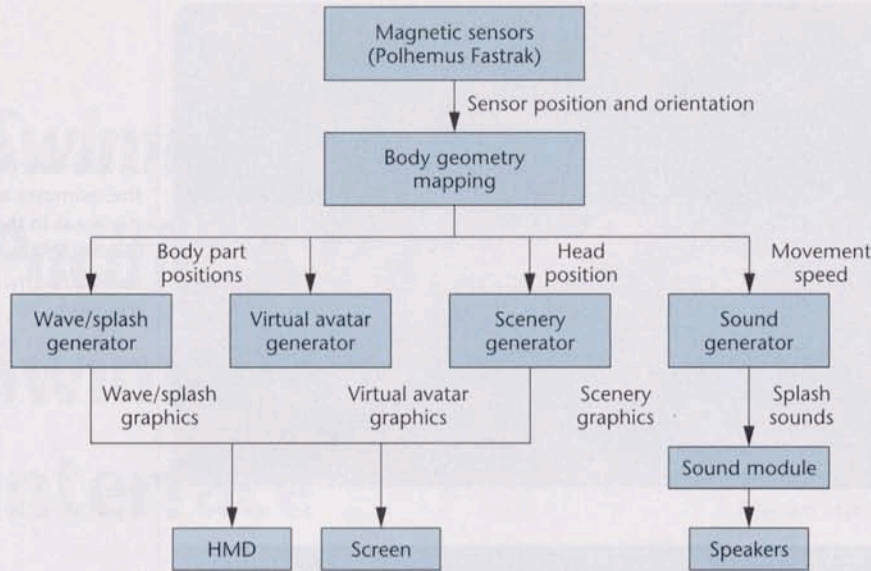 Magnetic sensors
(Polhemus Fastrak)
Sensor position and orientation
Body geometry
mapping
Body part
positions
Head
position
Movement
speed
Wave/splash
generator
Virtual avatar
generator
Scenery
generator
Sound
generator
Wave/splash
graphics
Virtual avatar
graphics
Scenery
graphics
Splash
sounds
Sound module
HMD
Screen
Speakers